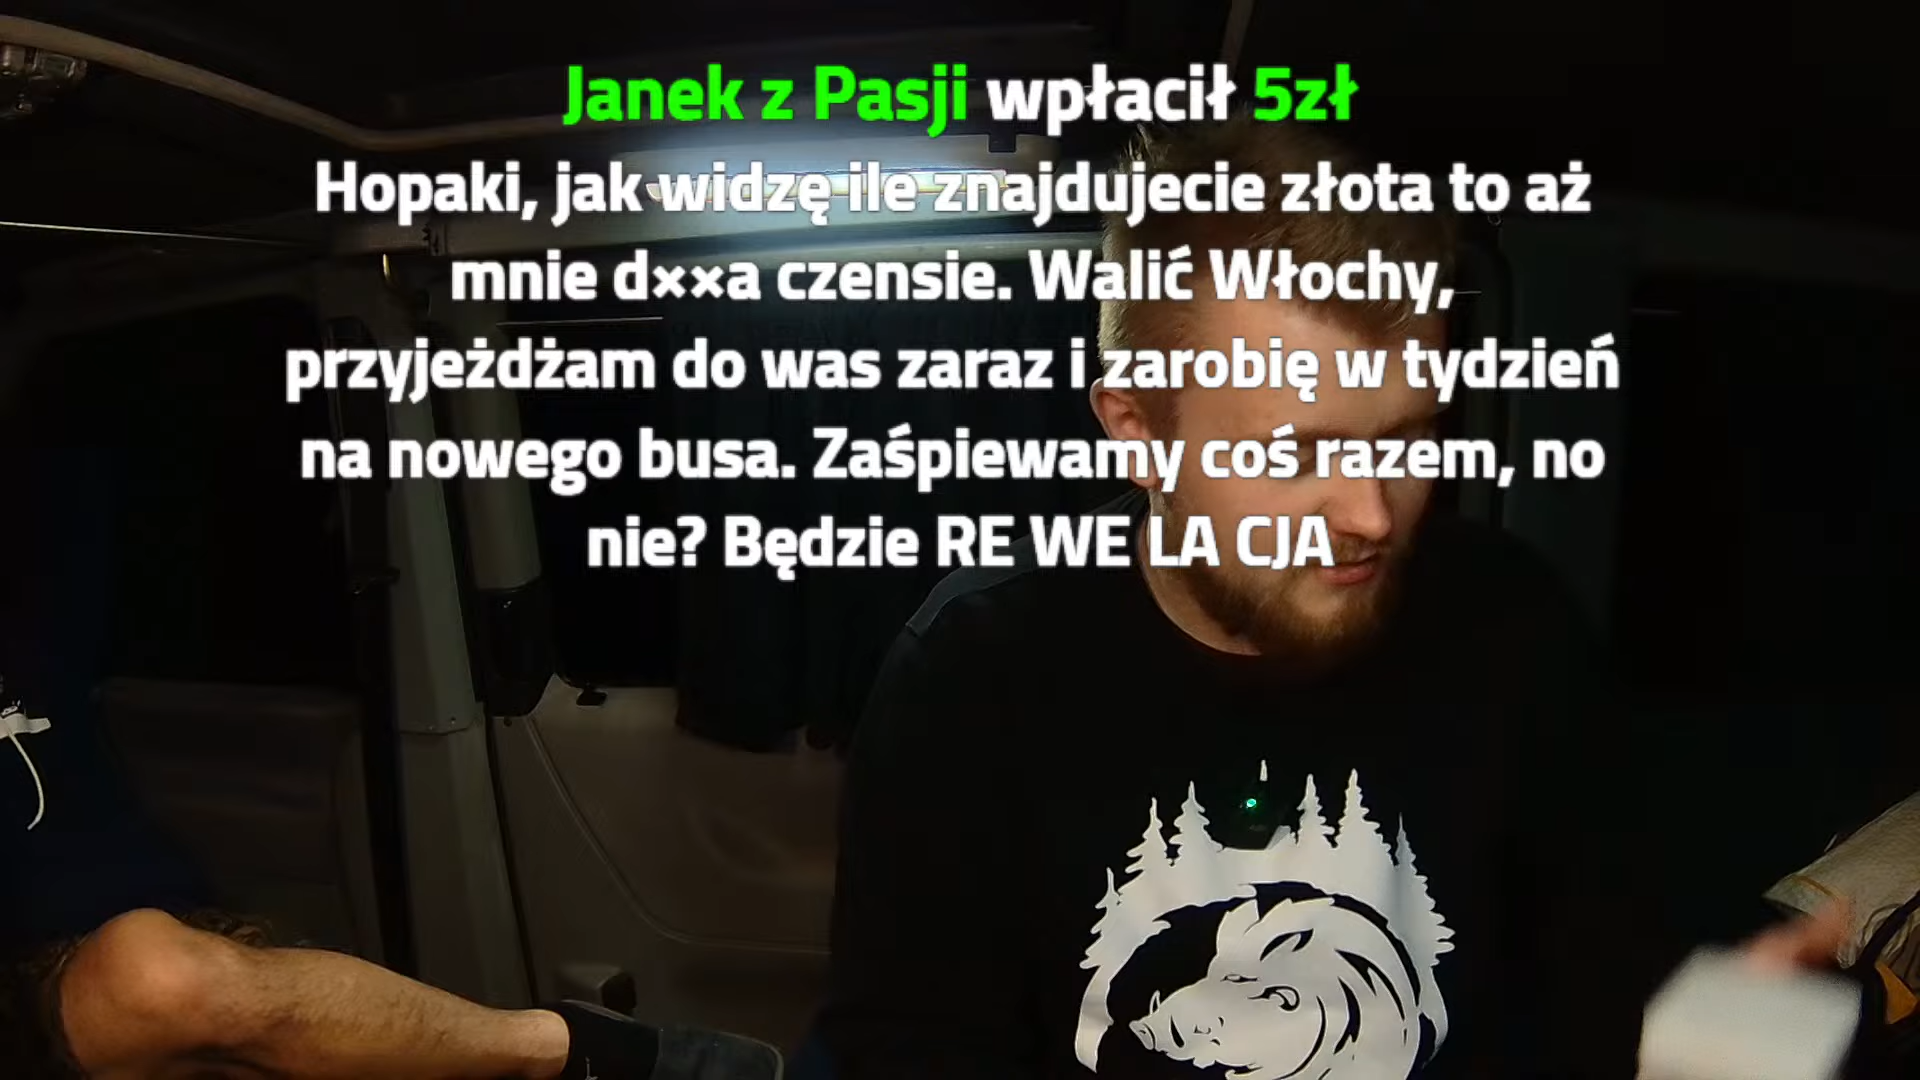 Janek z Pasji wpłacił 5zł
Hopaki, jak widzę ile znajdujecie złota to aż
mnie d××a czensie. Walić Włochy,
przyjeżdżam do was zaraz i zarobię w tydzień
na nowego busa. Zaśpiewamy coś razem, no
nie? Będzie RE WE LA CJA